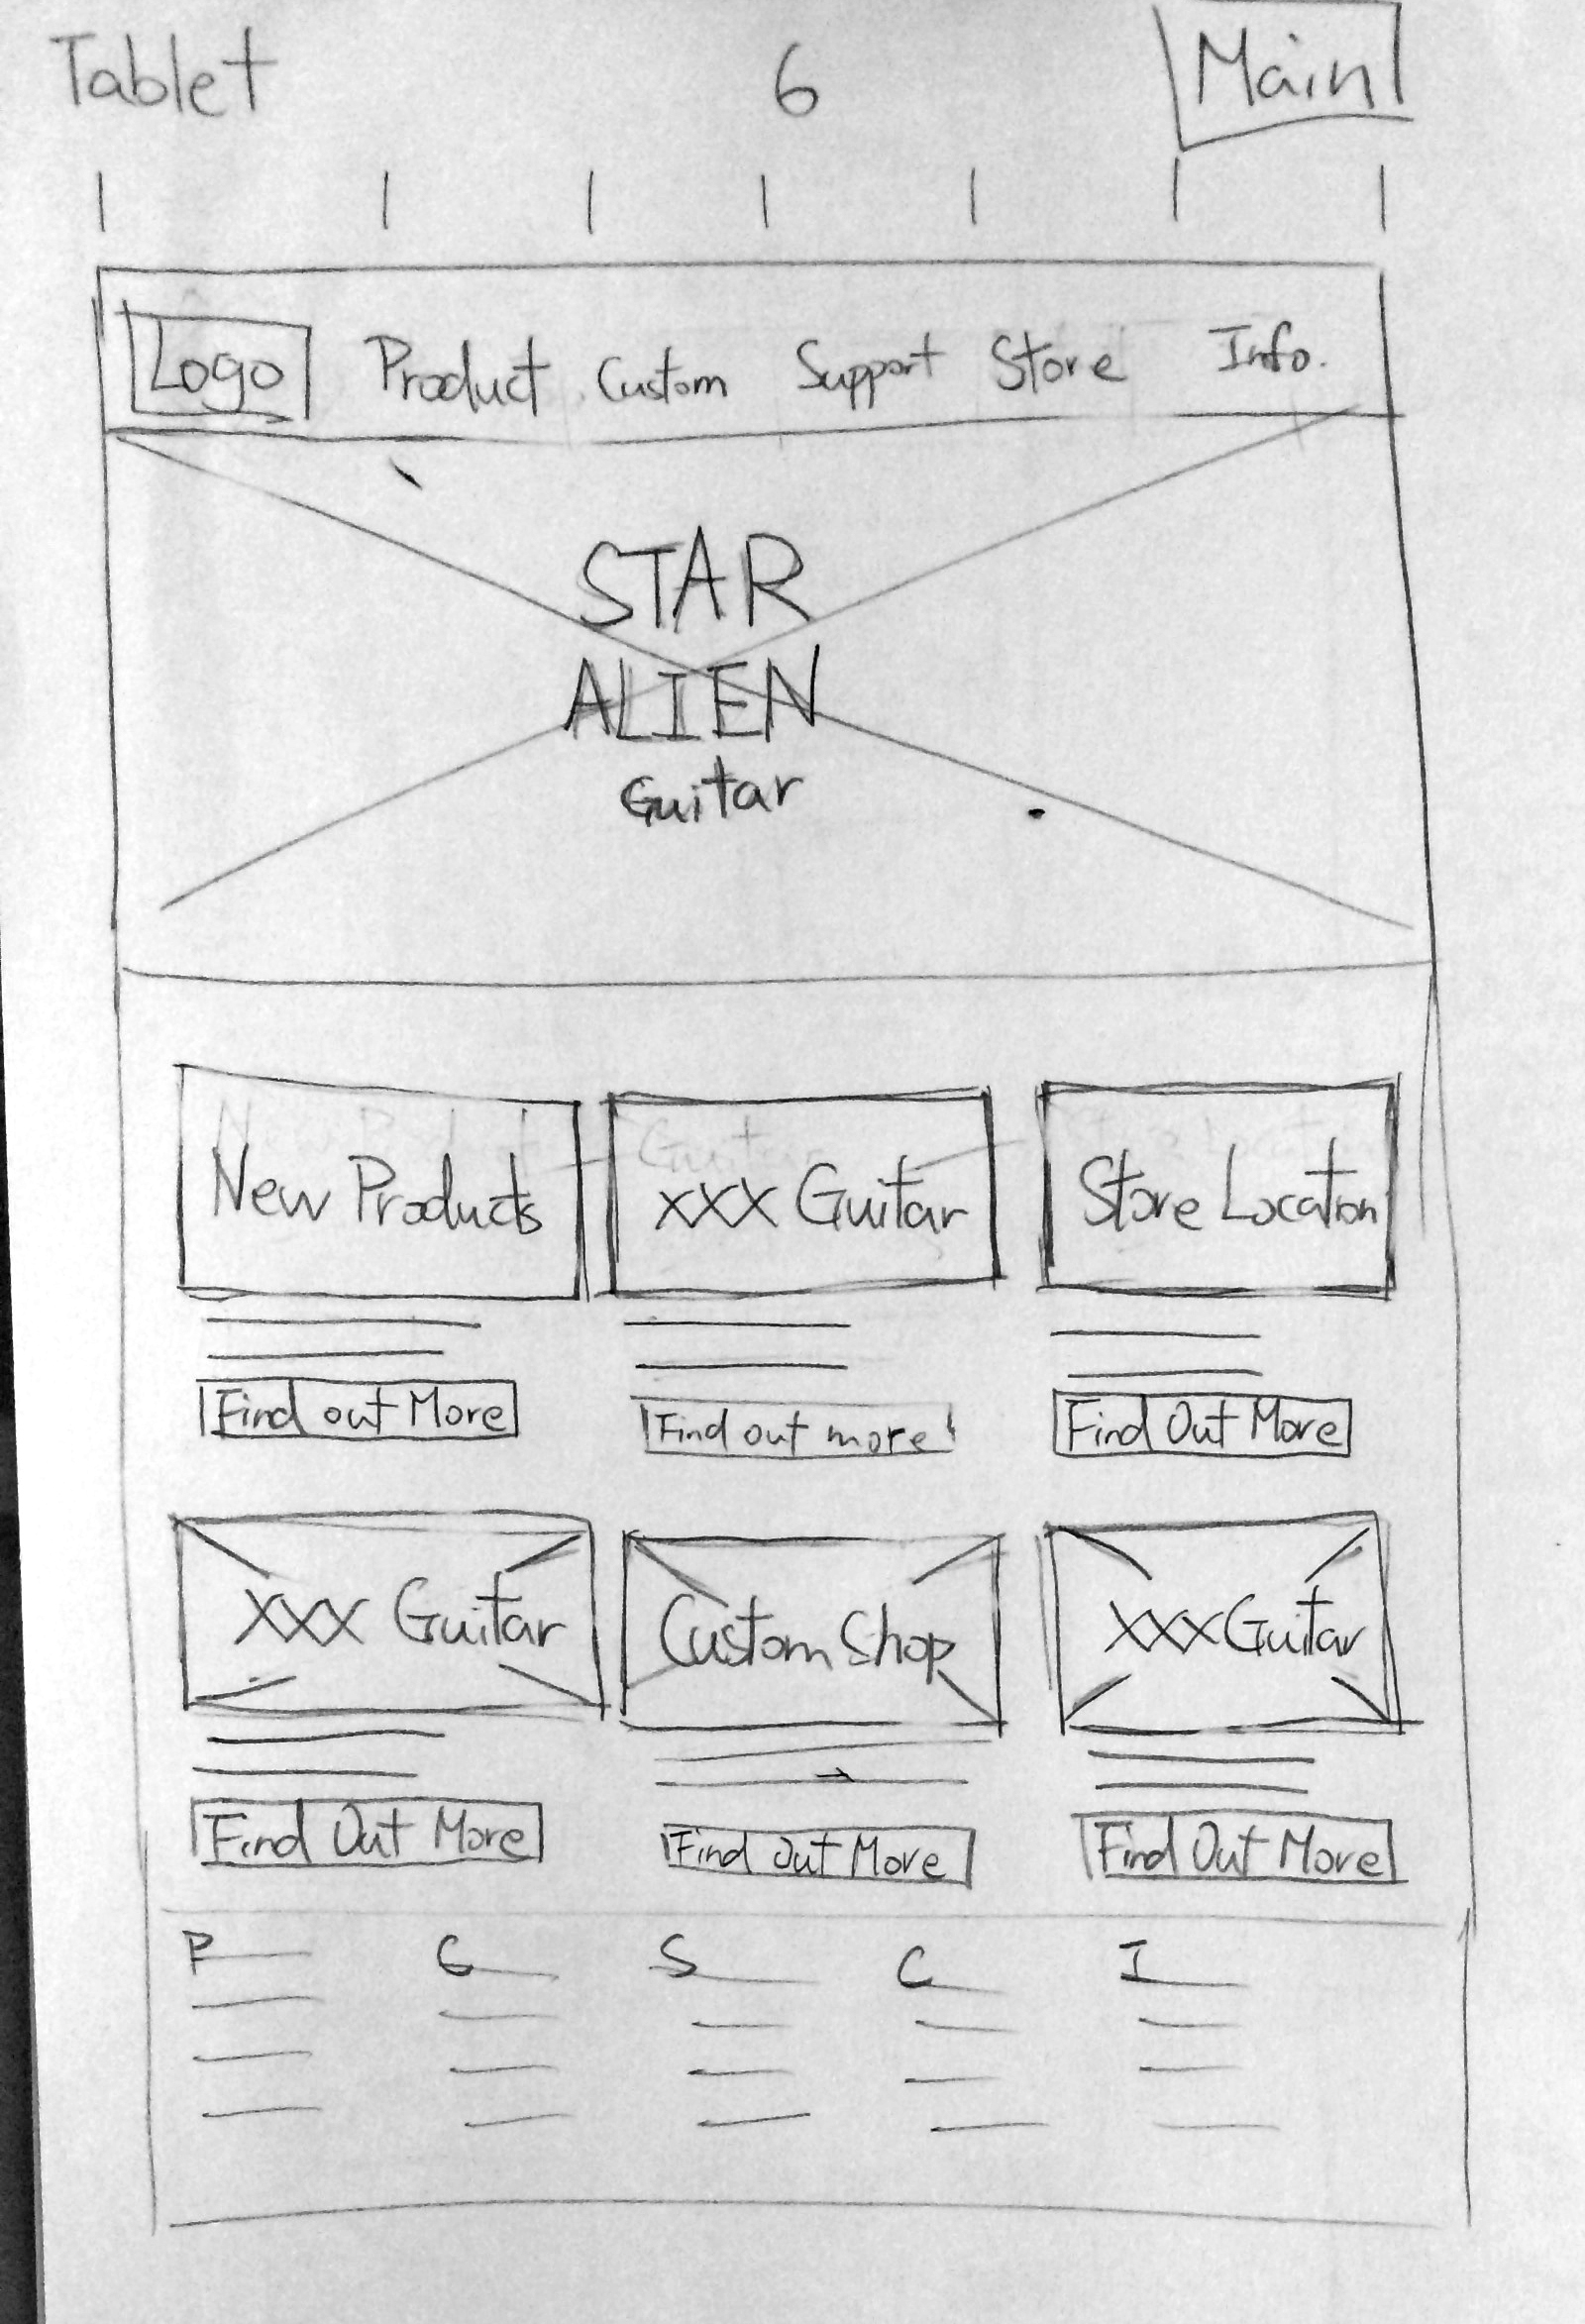 Tablet 6 Main
Logo Product Custom Support Store Info.
STAR
ALIEN
Guitar
New Products xxx Guitar Store Location
Find out More Find out more Find Out More
xxx Guitar Custom Shop xxx Guitar
Find Out More Find Out More Find Out More
P G S C I